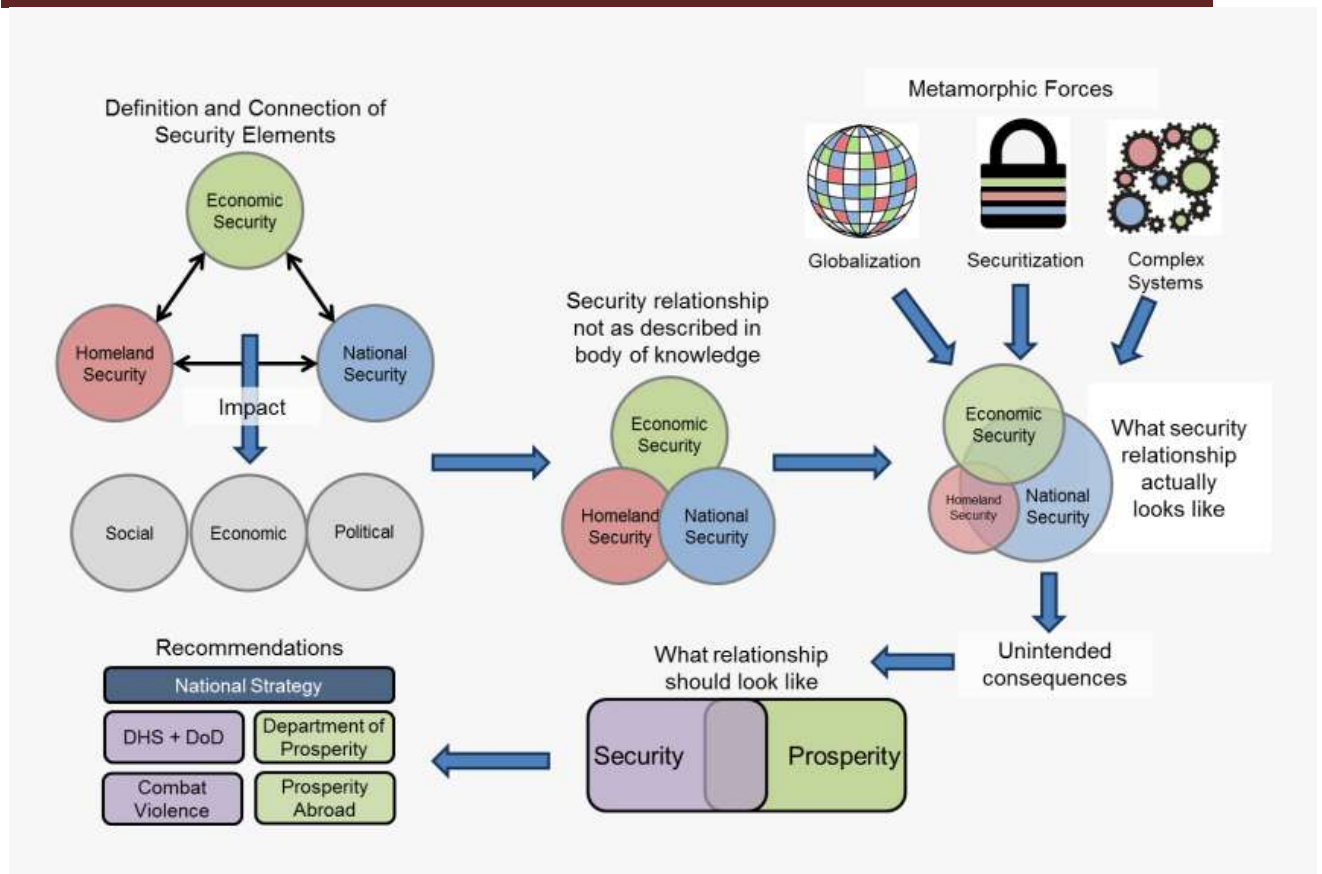 Definition and Connection of
Security Elements
Economic
Security
Homeland
Security
National
Security
Impact
Social
Economic
Political
Security relationship
not as described in
body of knowledge
Economic
Security
Homeland
Security
National
Security
Metamorphic Forces
Globalization
Securitization
Complex
Systems
Economic
Security
Homeland
Security
National
Security
What security
relationship
actually
looks like
Unintended
consequences
What relationship
should look like
Security
Prosperity
Recommendations
National Strategy
DHS + DoD
Department of
Prosperity
Combat
Violence
Prosperity
Abroad